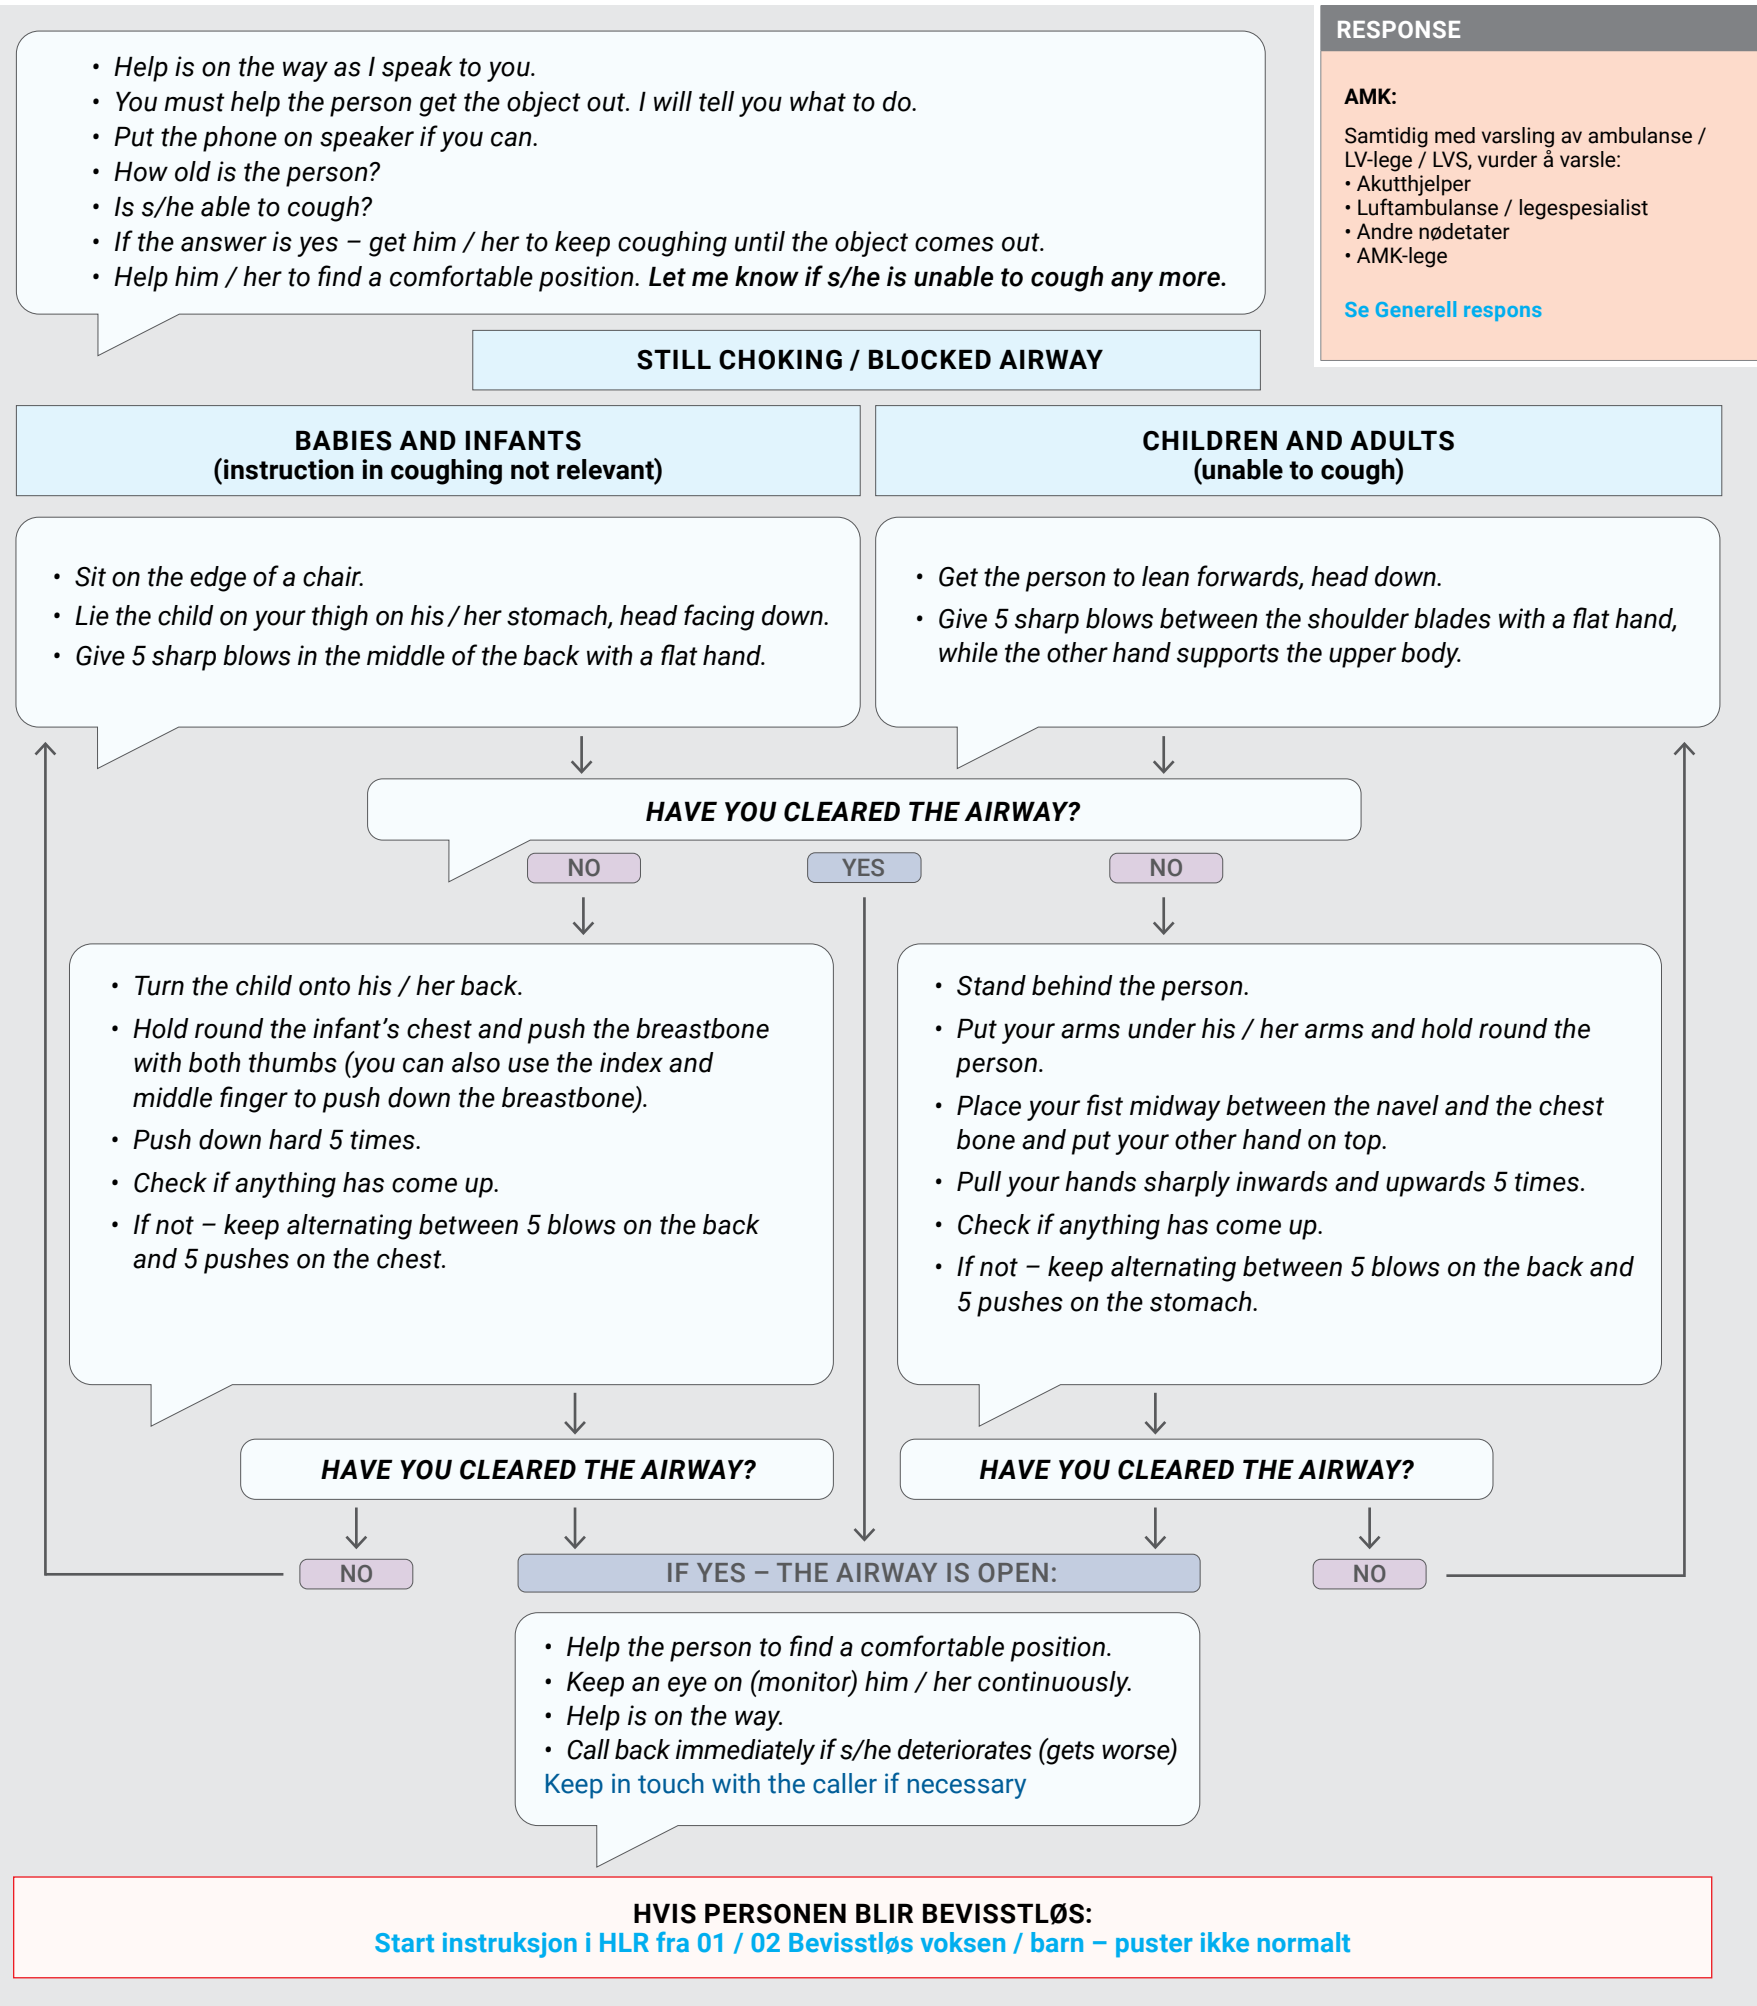 • Help is on the way as I speak to you.
• You must help the person get the object out. I will tell you what to do.
• Put the phone on speaker if you can.
• How old is the person?
• Is s/he able to cough?
• If the answer is yes – get him / her to keep coughing until the object comes out.
• Help him / her to find a comfortable position. Let me know if s/he is unable to cough any more.
RESPONSE
AMK:
Samtidig med varsling av ambulanse /
LV-lege / LVS, vurder å varsle:
• Akutthjelper
• Luftambulanse / legespesialist
• Andre nødetater
• AMK-lege
Se Generell respons
STILL CHOKING / BLOCKED AIRWAY
BABIES AND INFANTS
(instruction in coughing not relevant)
• Sit on the edge of a chair.
• Lie the child on your thigh on his / her stomach, head facing down.
• Give 5 sharp blows in the middle of the back with a flat hand.
CHILDREN AND ADULTS
(unable to cough)
• Get the person to lean forwards, head down.
• Give 5 sharp blows between the shoulder blades with a flat hand,
while the other hand supports the upper body.
HAVE YOU CLEARED THE AIRWAY?
NO
YES
NO
• Turn the child onto his / her back.
• Hold round the infant's chest and push the breastbone
with both thumbs (you can also use the index and
middle finger to push down the breastbone).
• Push down hard 5 times.
• Check if anything has come up.
• If not – keep alternating between 5 blows on the back
and 5 pushes on the chest.
• Stand behind the person.
• Put your arms under his / her arms and hold round the
person.
• Place your fist midway between the navel and the chest
bone and put your other hand on top.
• Pull your hands sharply inwards and upwards 5 times.
• Check if anything has come up.
• If not – keep alternating between 5 blows on the back and
5 pushes on the stomach.
HAVE YOU CLEARED THE AIRWAY?
HAVE YOU CLEARED THE AIRWAY?
NO
IF YES – THE AIRWAY IS OPEN:
NO
• Help the person to find a comfortable position.
• Keep an eye on (monitor) him / her continuously.
• Help is on the way.
• Call back immediately if s/he deteriorates (gets worse)
Keep in touch with the caller if necessary
HVIS PERSONEN BLIR BEVISSTLØS:
Start instruksjon i HLR fra 01 / 02 Bevisstløs voksen / barn – puster ikke normalt